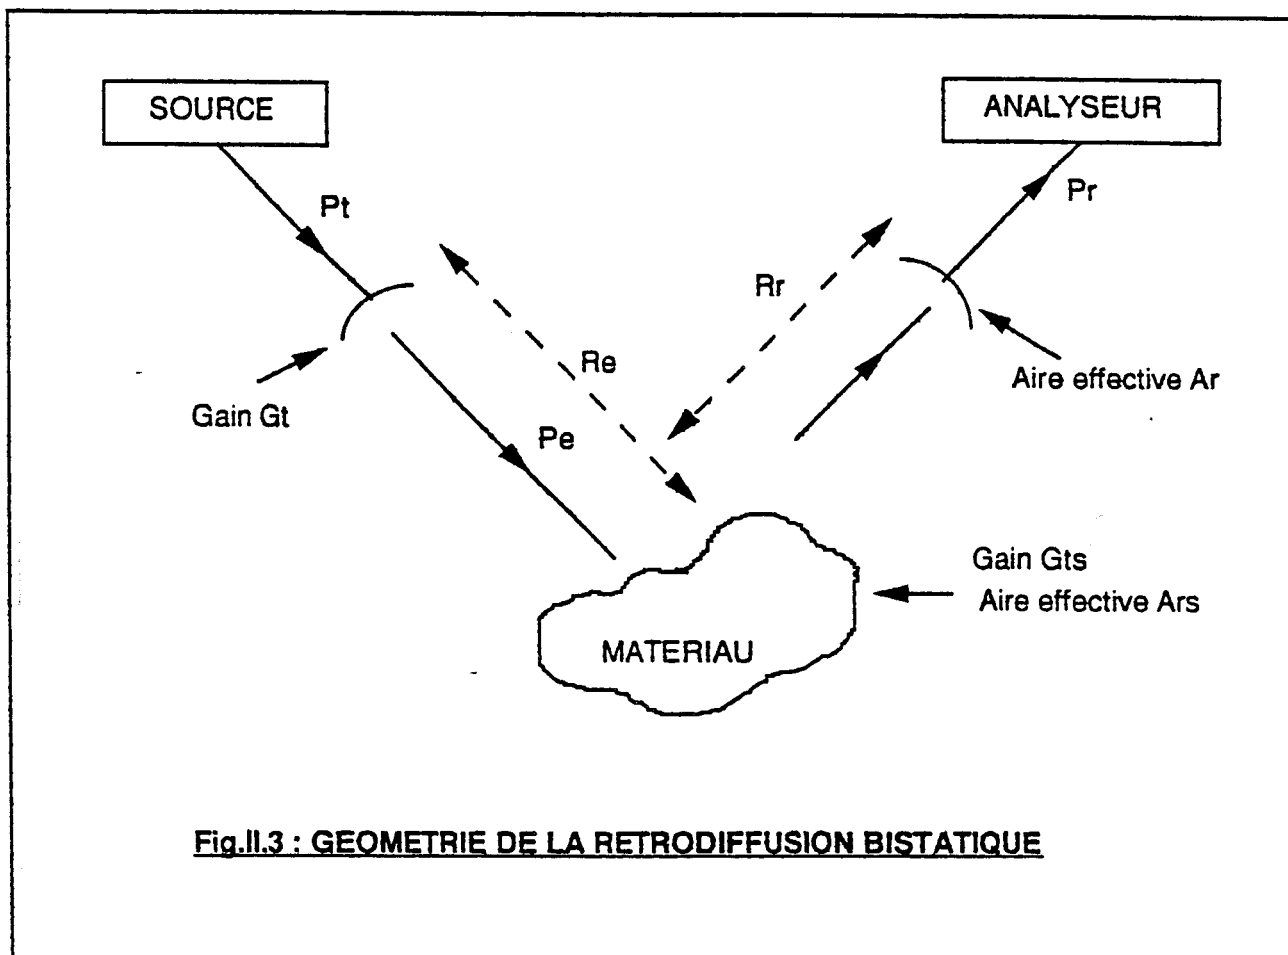 SOURCE
ANALYSEUR
Pt
Pr
Rr
Re
Aire effective Ar
Gain Gt
Pe
Gain Gts
Aire effective Ars
MATERIAU
Fig.II.3 : GEOMETRIE DE LA RETRODIFFUSION BISTATIQUE